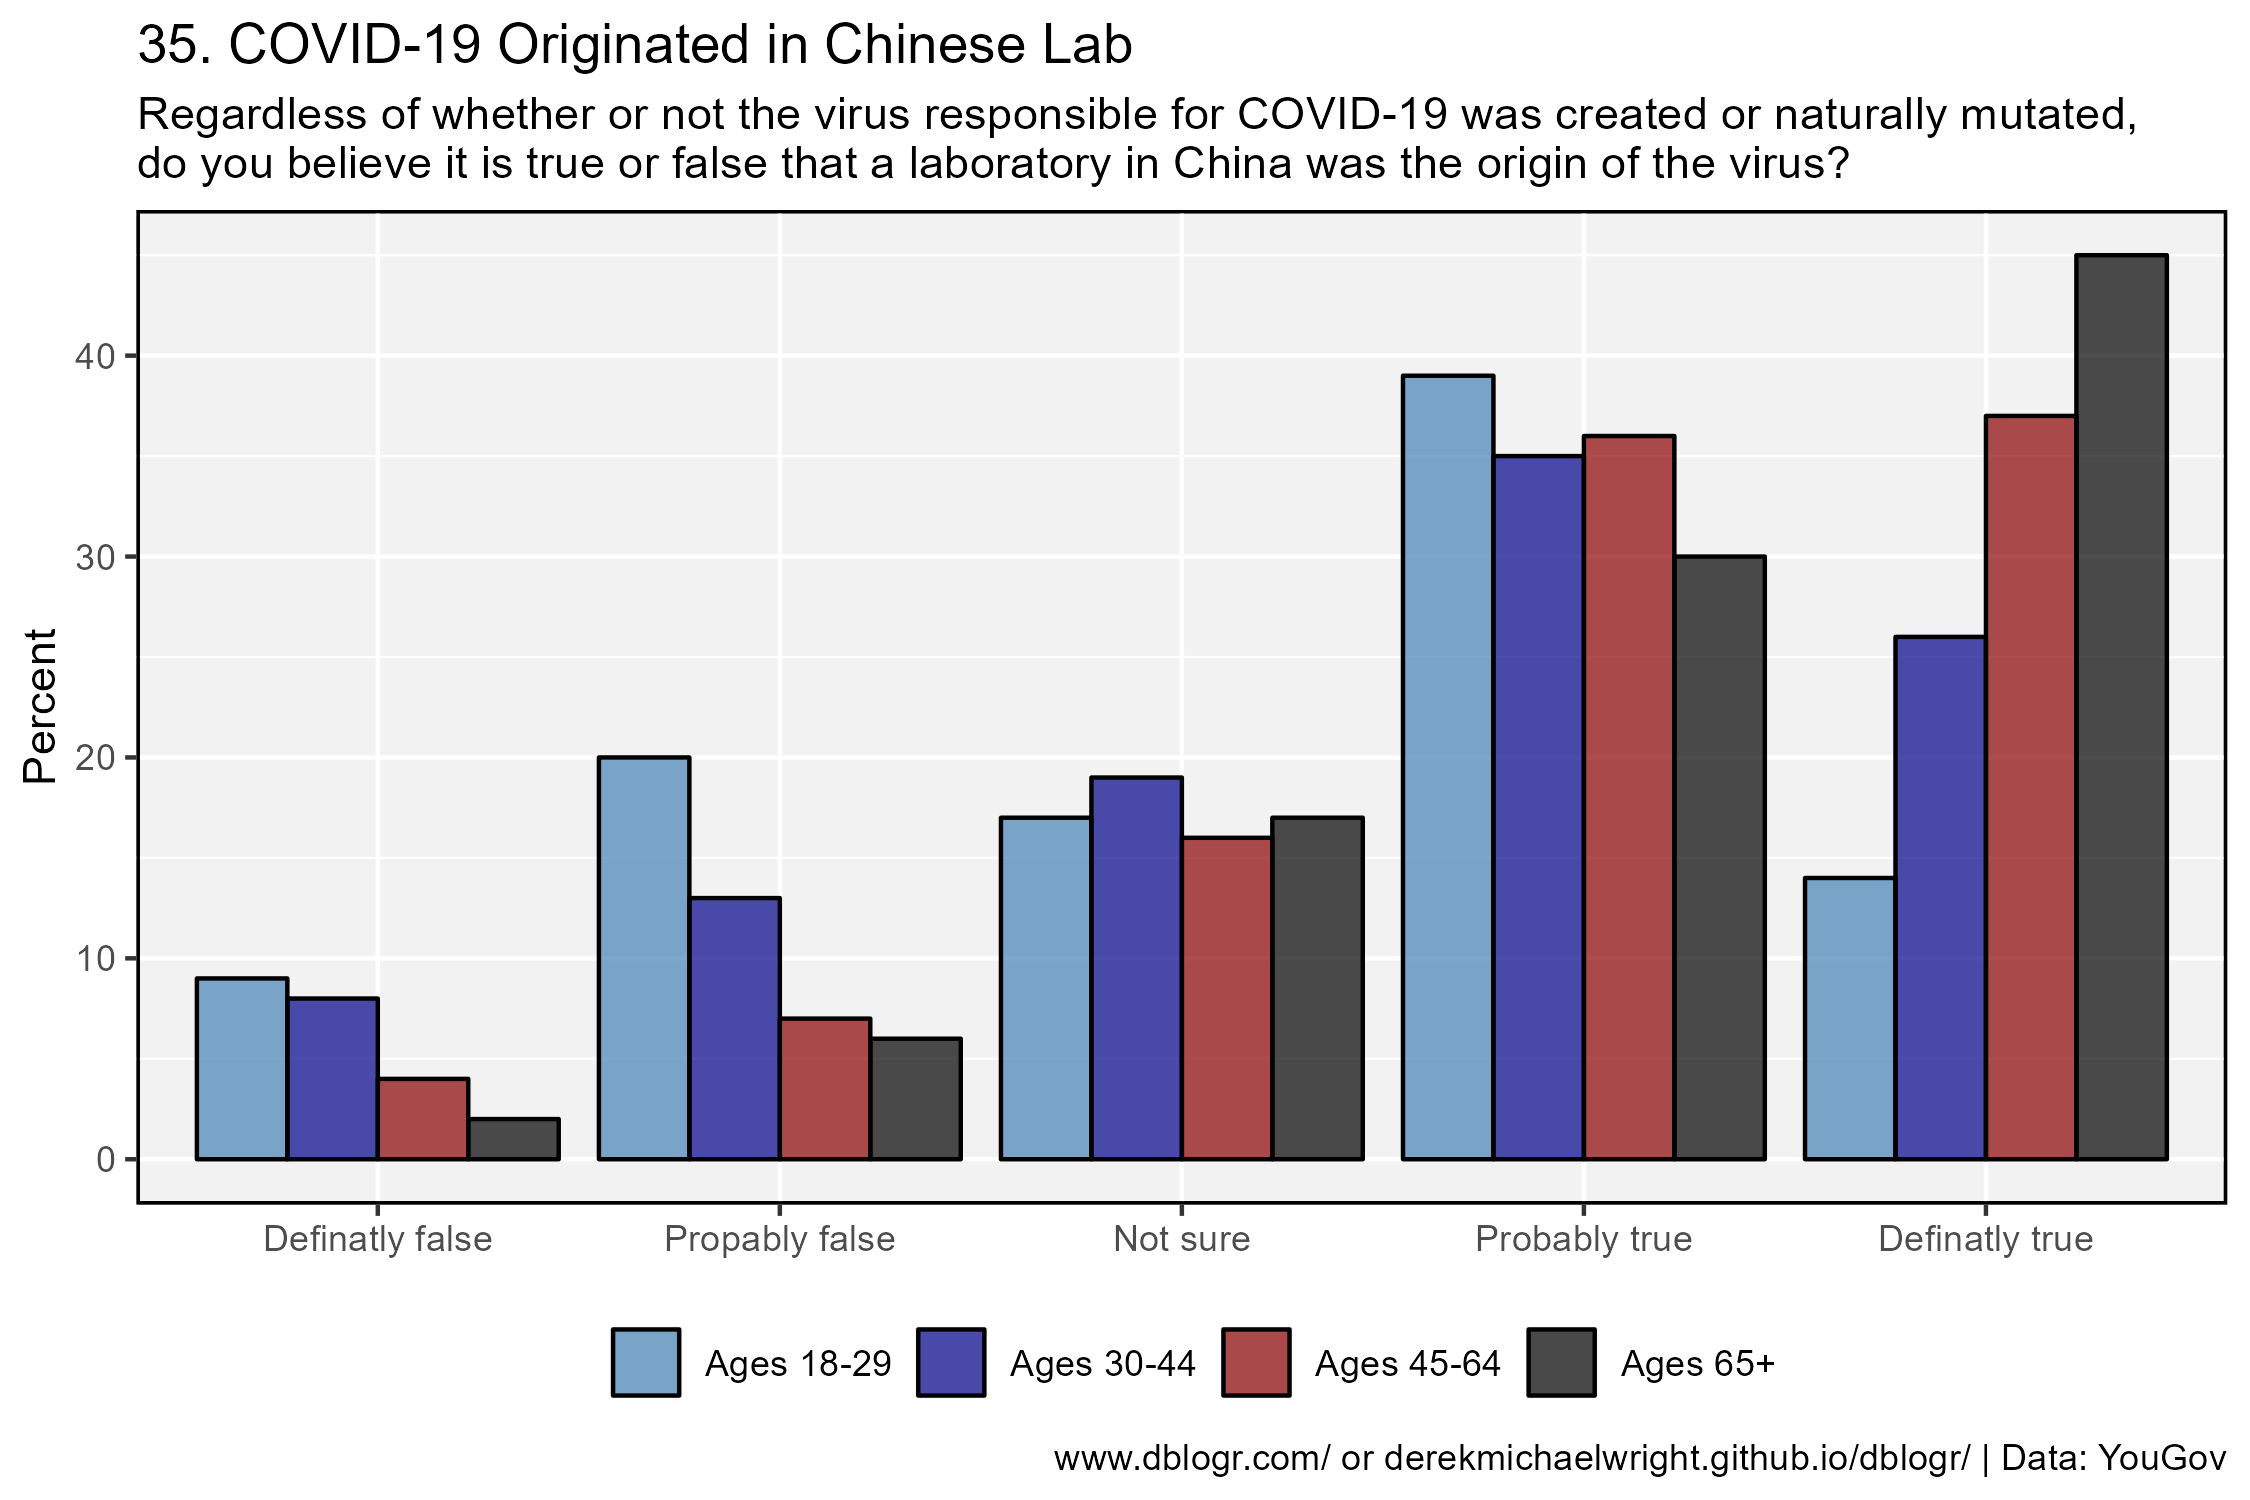 35. COVID-19 Originated in Chinese Lab
Regardless of whether or not the virus responsible for COVID-19 was created or naturally mutated,
do you believe it is true or false that a laboratory in China was the origin of the virus?
Percent
40
30
20
10
0
Definatly false
Propably false
Not sure
Probably true
Definatly true
Ages 18-29
Ages 30-44
Ages 45-64
Ages 65+
www.dblogr.com/ or derekmichaelwright.github.io/dblogr/ | Data: YouGov